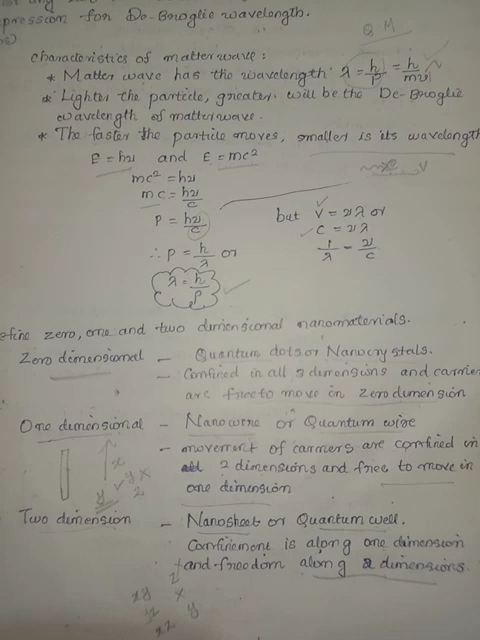 pression for De-Broglie wavelength.
Q M
characteristics of matterwave:
* Matter wave has the wavelength λ = h/P = h/mv
* Lighter the particle, greater will be the De-Broglie
wavelength of matterwave.
* The faster the particle moves, smaller is its wavelength
E = hν and E = mc²
mc² = hν
mc = hν/c
P = hν/c but V = νλ or
c = νλ
∴ P = h/λ or 1/λ = ν/c
λ = h/P
efine zero, one and two dimensional nanomaterials.
Zero dimensional – Quantum dots or Nanocrystals.
– Confined in all 3 dimensions and carrier
are free to move in zero dimension
One dimensional – Nanowire or Quantum wire
– movement of carriers are confined in
2 dimensions and free to move in
one dimension
x
y
Two dimension – Nanosheet or Quantum well.
Confinement is along one dimension
and freedom along 2 dimensions.
z
xy x
y
xz